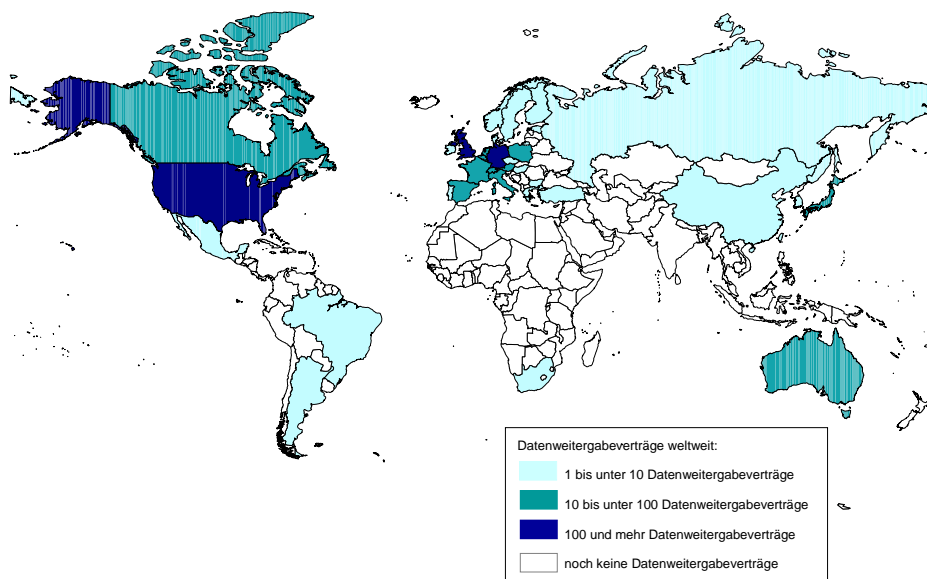 Datenweitergabeverträge weltweit:
1 bis unter 10 Datenweitergabeverträge
10 bis unter 100 Datenweitergabeverträge
100 und mehr Datenweitergabeverträge
noch keine Datenweitergabeverträge